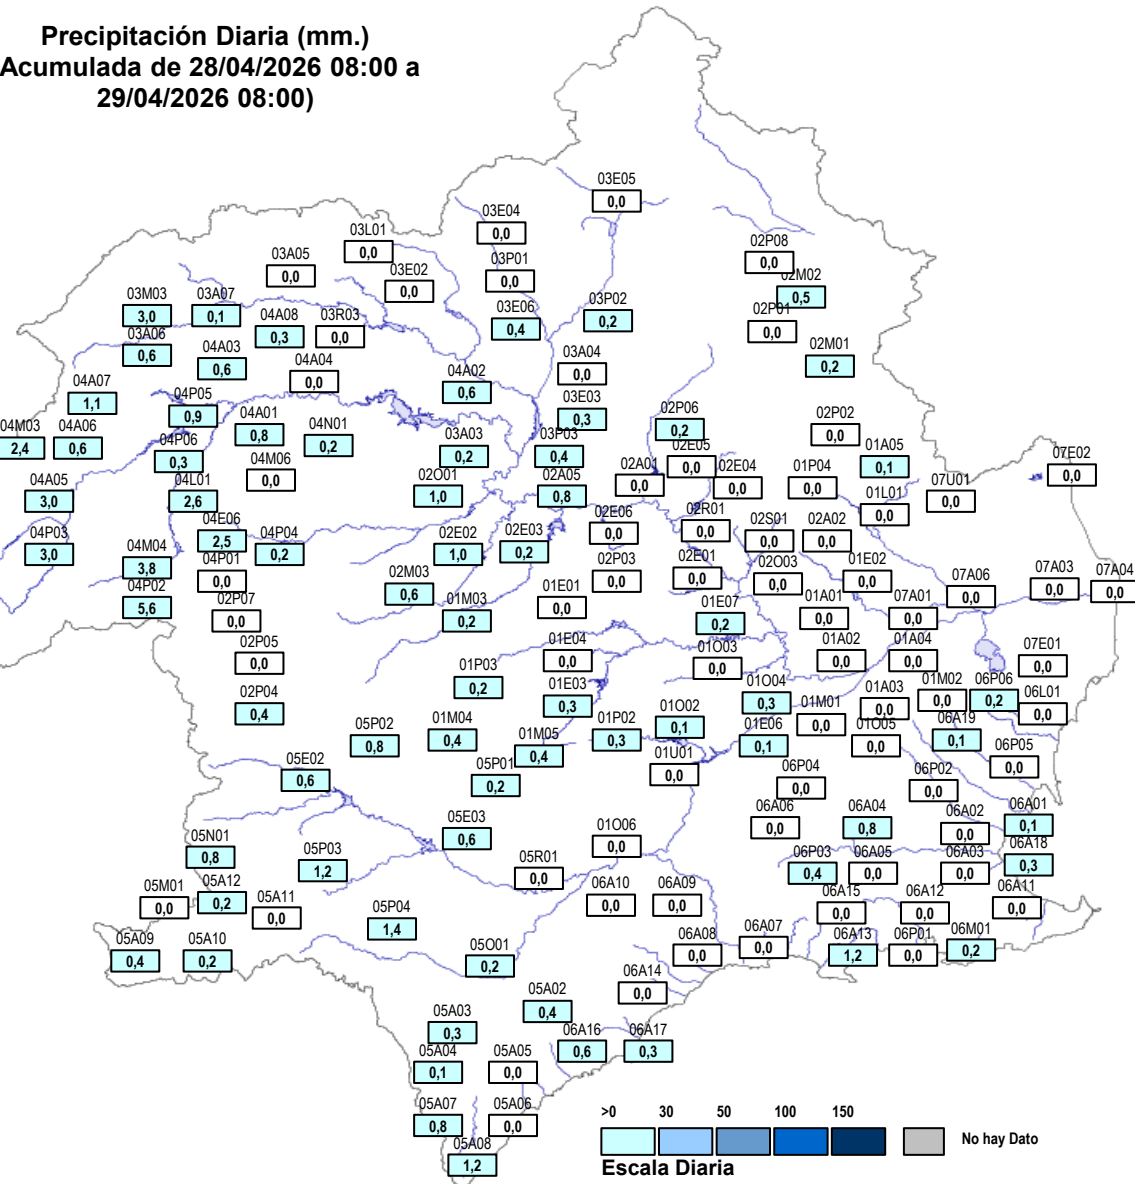 Precipitación Diaria (mm.)
Acumulada de 28/04/2026 08:00 a
29/04/2026 08:00)
03E05
0,0
03E04
0,0
03L01
0,0
02P08
0,0
03A05
0,0
03P01
0,0
03E02
0,0
02M02
0,5
03M03
3,0
03A07
0,1
03P02
0,2
03E06
0,4
02P01
0,0
04A08
0,3
03R03
0,0
03A06
0,6
04A03
0,6
02M01
0,2
03A04
0,0
04A04
0,0
04A02
0,6
04A07
1,1
04P05
0,9
03E03
0,3
02P06
0,2
02P02
0,0
04M03
2,4
04A06
0,6
04A01
0,8
04N01
0,2
03A03
0,2
03P03
0,4
04P06
0,3
02E05
0,0
01A05
0,1
07E02
0,0
04M06
0,0
02A01
0,0
02E04
0,0
01P04
0,0
04A05
3,0
04L01
2,6
02O01
1,0
02A05
0,8
07U01
0,0
01L01
0,0
04E06
2,5
02E06
0,0
02R01
0,0
02S01
0,0
02A02
0,0
04P03
3,0
04P04
0,2
02E02
1,0
02E03
0,2
04M04
3,8
04P01
0,0
02P03
0,0
02E01
0,0
02O03
0,0
01E02
0,0
07A03
0,0
07A04
0,0
02M03
0,6
07A06
0,0
04P02
5,6
01E01
0,0
02P07
0,0
01M03
0,2
01E07
0,2
01A01
0,0
07A01
0,0
02P05
0,0
01E04
0,0
01O03
0,0
01A02
0,0
01A04
0,0
07E01
0,0
01P03
0,2
01E03
0,3
01O04
0,3
01A03
0,0
01M02
0,0
06P06
0,2
06L01
0,0
02P04
0,4
01M01
0,0
01O02
0,1
05P02
0,8
01M04
0,4
01P02
0,3
01E06
0,1
01O05
0,0
06A19
0,1
01M05
0,4
06P05
0,0
01U01
0,0
05E02
0,6
05P01
0,2
06P04
0,0
06P02
0,0
05E03
0,6
01O06
0,0
06A06
0,0
06A04
0,8
06A02
0,0
06A01
0,1
05N01
0,8
05P03
1,2
05R01
0,0
06P03
0,4
06A05
0,0
06A03
0,0
06A18
0,3
05M01
0,0
05A12
0,2
05A11
0,0
06A10
0,0
06A09
0,0
06A15
0,0
06A12
0,0
06A11
0,0
05P04
1,4
05A09
0,4
05A10
0,2
05O01
0,2
06A08
0,0
06A07
0,0
06A13
1,2
06P01
0,0
06M01
0,2
06A14
0,0
05A02
0,4
05A03
0,3
06A16
0,6
06A17
0,3
05A04
0,1
05A05
0,0
05A07
0,8
05A06
0,0
05A08
1,2
>0 30 50 100 150
No hay Dato
Escala Diaria